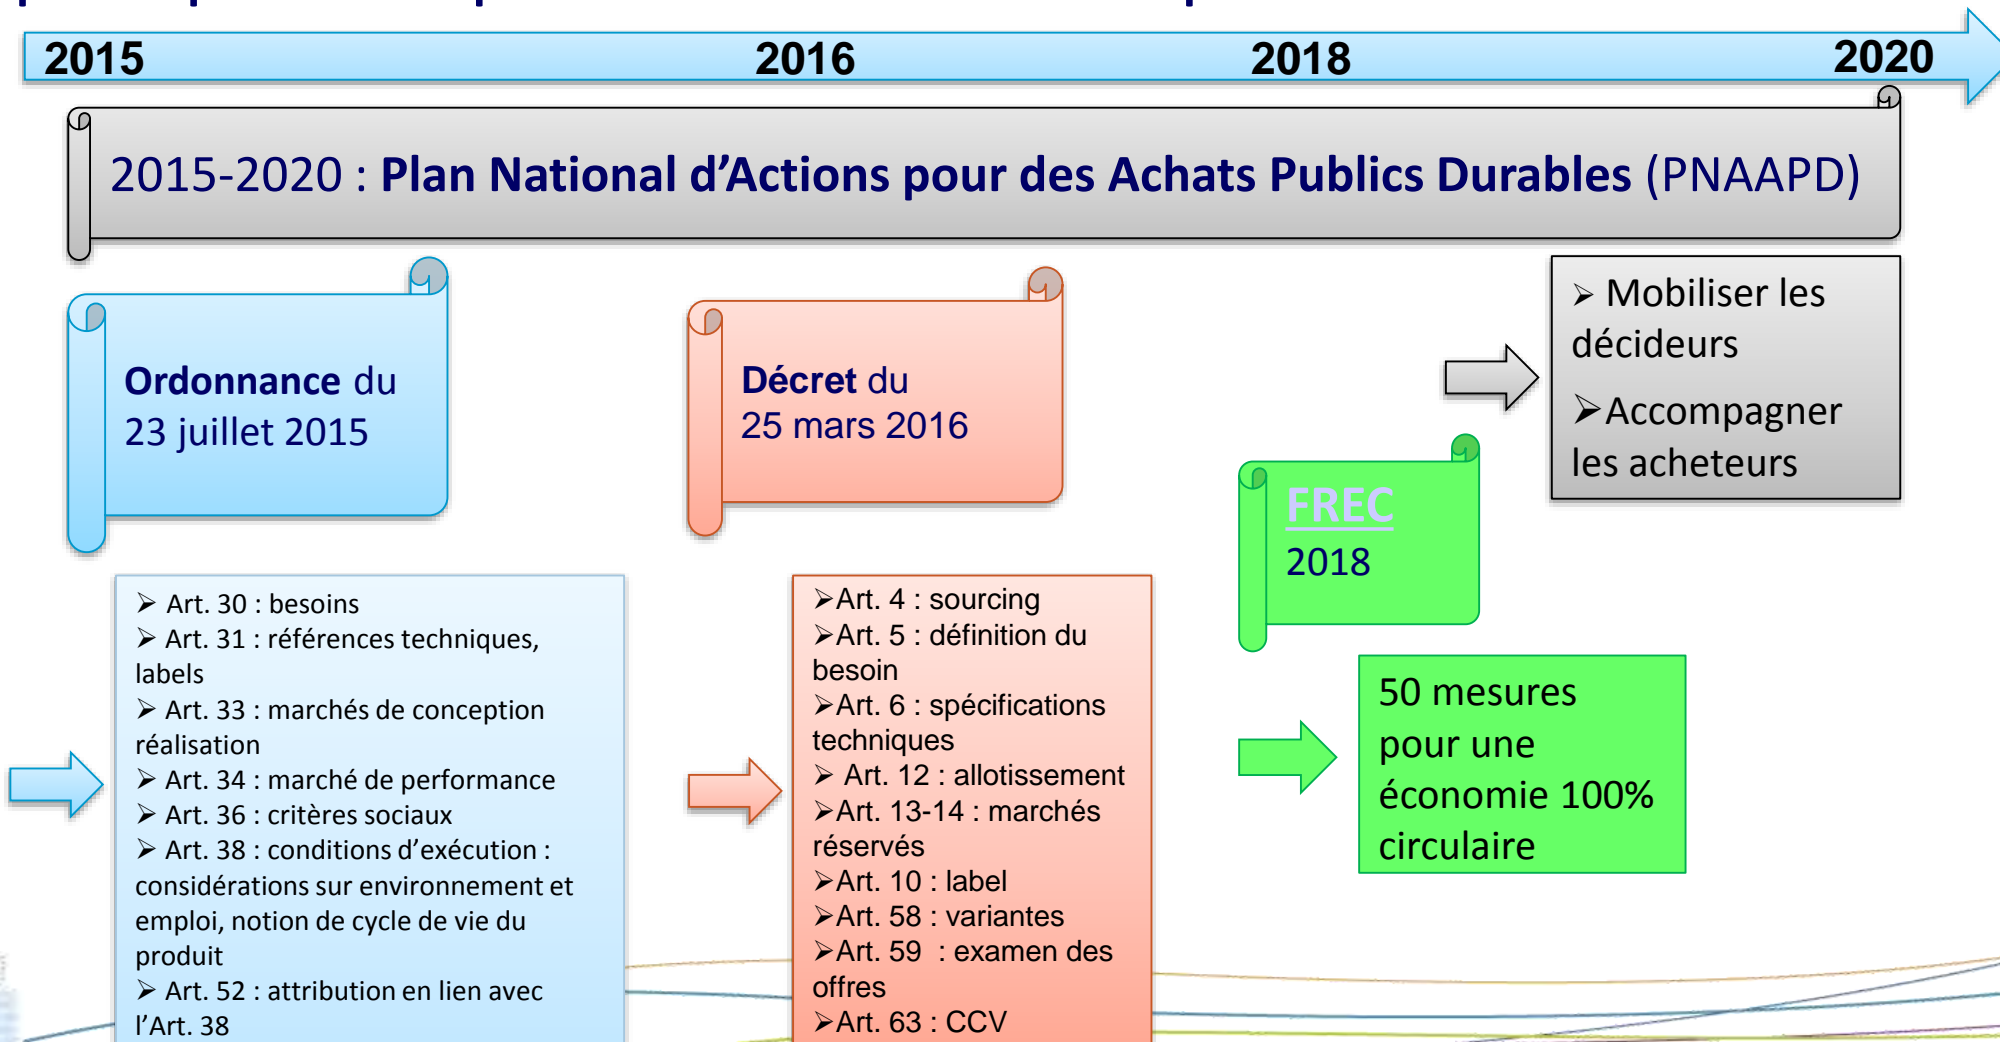 2015 2016 2018 2020
2015-2020 : Plan National d’Actions pour des Achats Publics Durables (PNAAPD)
Ordonnance du
23 juillet 2015
Décret du
25 mars 2016
➢ Mobiliser les
décideurs
➢Accompagner
les acheteurs
FREC
2018
➢ Art. 30 : besoins
➢ Art. 31 : références techniques,
labels
➢ Art. 33 : marchés de conception
réalisation
➢ Art. 34 : marché de performance
➢ Art. 36 : critères sociaux
➢ Art. 38 : conditions d’exécution :
considérations sur environnement et
emploi, notion de cycle de vie du
produit
➢ Art. 52 : attribution en lien avec
l’Art. 38
➢Art. 4 : sourcing
➢Art. 5 : définition du
besoin
➢Art. 6 : spécifications
techniques
➢ Art. 12 : allotissement
➢Art. 13-14 : marchés
réservés
➢Art. 10 : label
➢Art. 58 : variantes
➢Art. 59 : examen des
offres
➢Art. 63 : CCV
50 mesures
pour une
économie 100%
circulaire